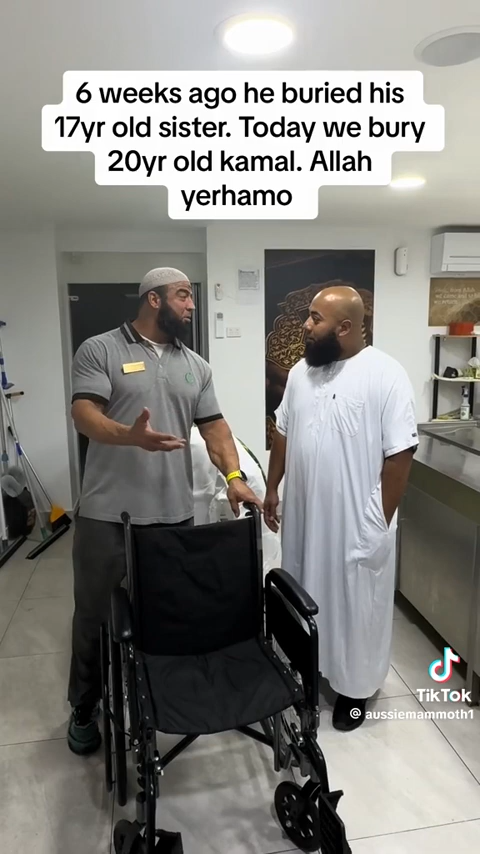 6 weeks ago he buried his
17yr old sister. Today we bury
20yr old kamal. Allah
yerhamo
TikTok
@ aussiemammoth1